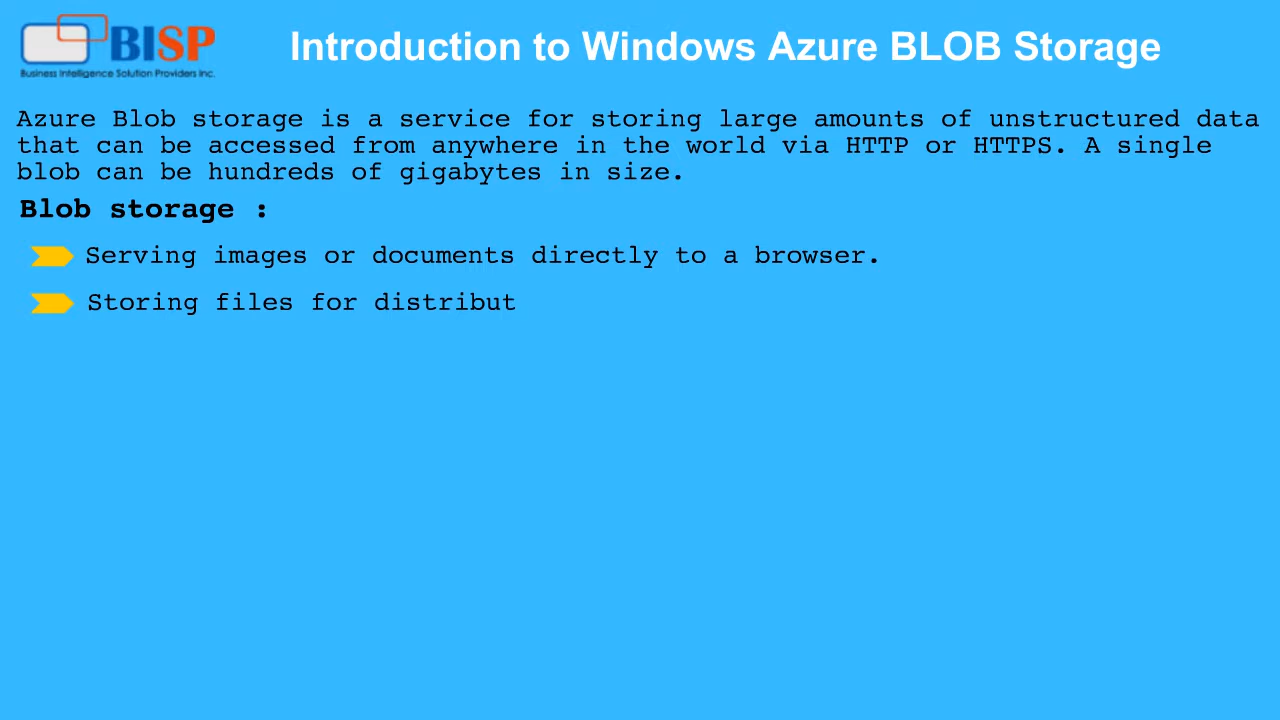 BISP
Business Intelligence Solution Providers Inc.
Introduction to Windows Azure BLOB Storage
Azure Blob storage is a service for storing large amounts of unstructured data
that can be accessed from anywhere in the world via HTTP or HTTPS. A single
blob can be hundreds of gigabytes in size.
Blob storage :
Serving images or documents directly to a browser.
Storing files for distribut